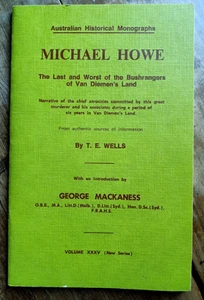 Australian Historical Monographs
MICHAEL HOWE
The Last and Worst of the Bushrangers
of Van Diemen's Land
Narrative of the chief atrocities committed by this great
murderer and his associates during a period of
six years in Van Diemen's Land.
From authentic sources of information
By T. E. WELLS
With an Introduction by
GEORGE MACKANESS
O.B.E., M.A., Litt.D.(Melb.), D.Litt.(Syd.), Hon. D.Sc.(Syd.),
F.R.A.H.S.
VOLUME XXXV (New Series)